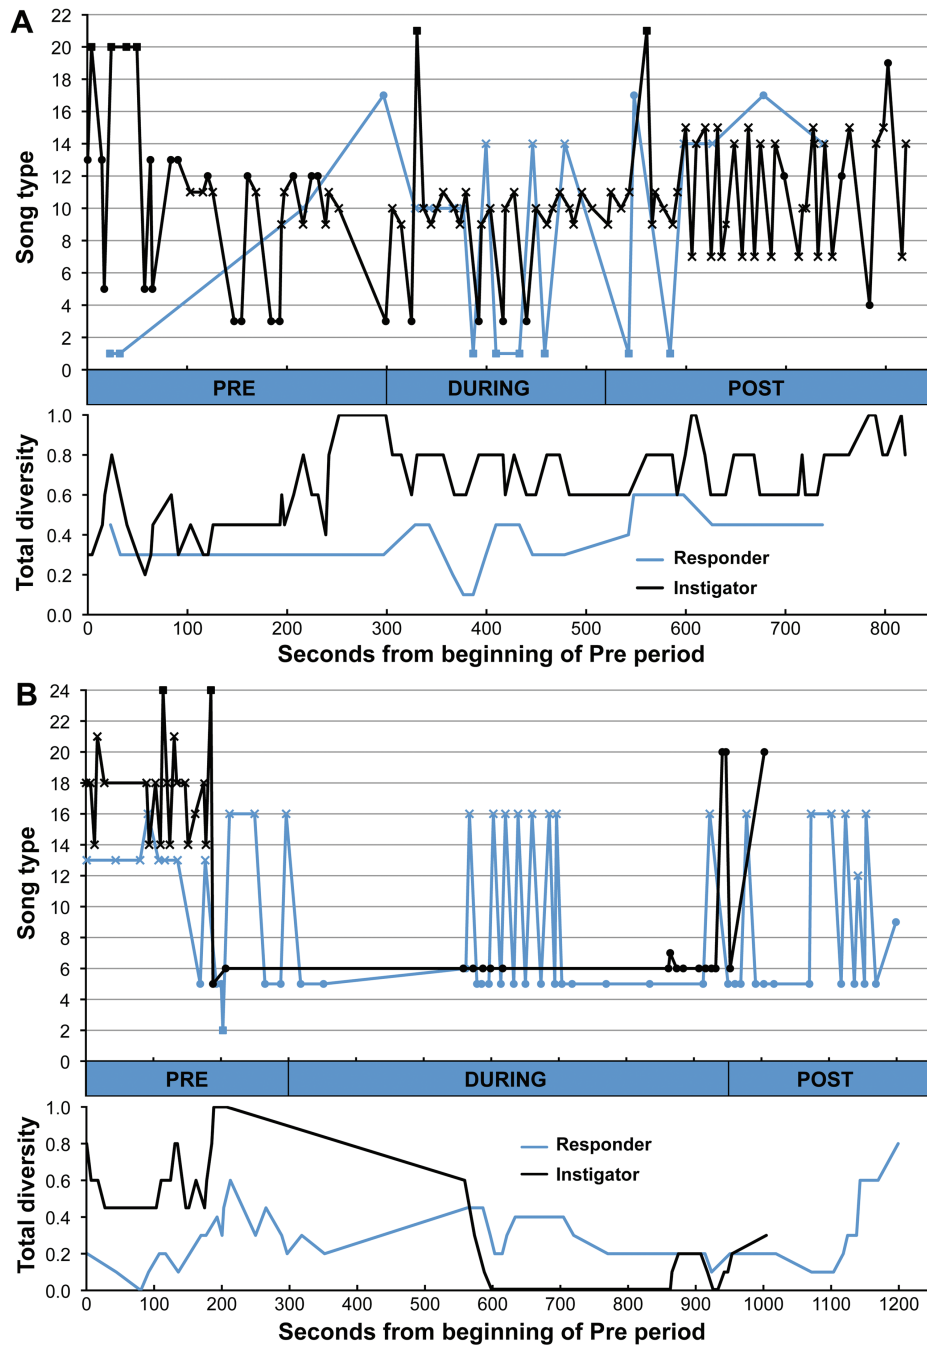 A
22
20
18
16
14
12
10
8
6
4
2
0
Song type
PRE DURING POST
1.0
0.8
0.6
0.4
0.2
0.0
Total diversity
Responder
Instigator
0 100 200 300 400 500 600 700 800
Seconds from beginning of Pre period
B
24
22
20
18
16
14
12
10
8
6
4
2
0
Song type
PRE DURING POST
1.0
0.8
0.6
0.4
0.2
0.0
Total diversity
Responder
Instigator
0 100 200 300 400 500 600 700 800 900 1000 1100 1200
Seconds from beginning of Pre period